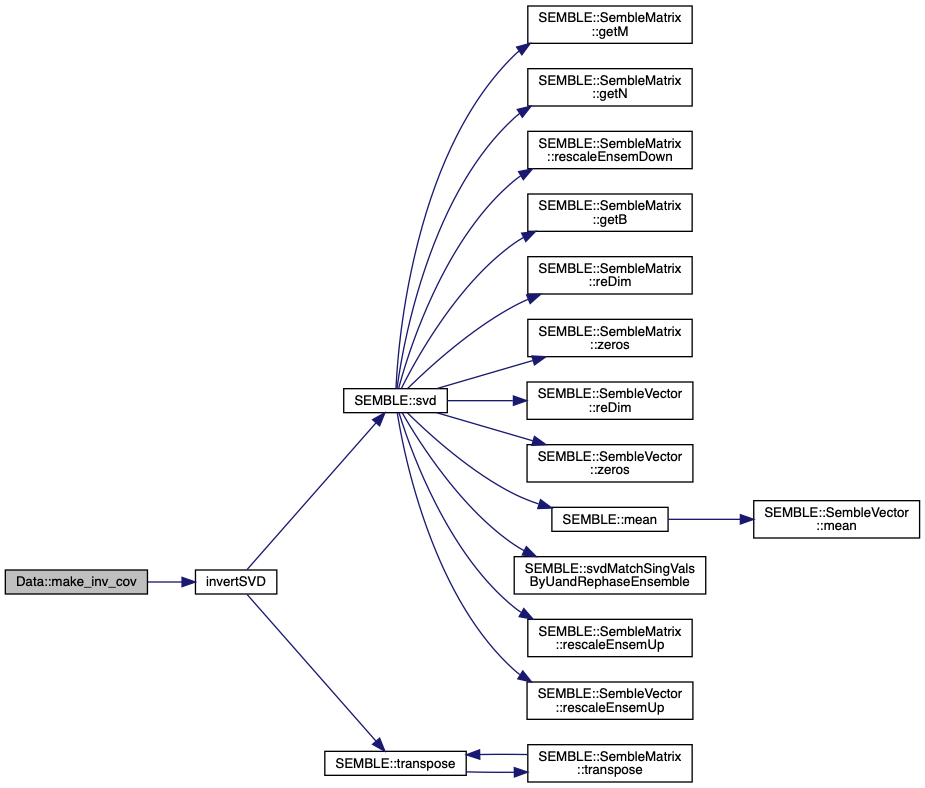 SEMBLE::SembleMatrix
::getM
SEMBLE::SembleMatrix
::getN
SEMBLE::SembleMatrix
::rescaleEnsemDown
SEMBLE::SembleMatrix
::getB
SEMBLE::SembleMatrix
::reDim
SEMBLE::SembleMatrix
::zeros
SEMBLE::svd
SEMBLE::SembleVector
::reDim
SEMBLE::SembleVector
::zeros
SEMBLE::mean
SEMBLE::SembleVector
::mean
Data::make_inv_cov
invertSVD
SEMBLE::svdMatchSingVals
ByUandRephaseEnsemble
SEMBLE::SembleMatrix
::rescaleEnsemUp
SEMBLE::SembleVector
::rescaleEnsemUp
SEMBLE::transpose
SEMBLE::SembleMatrix
::transpose